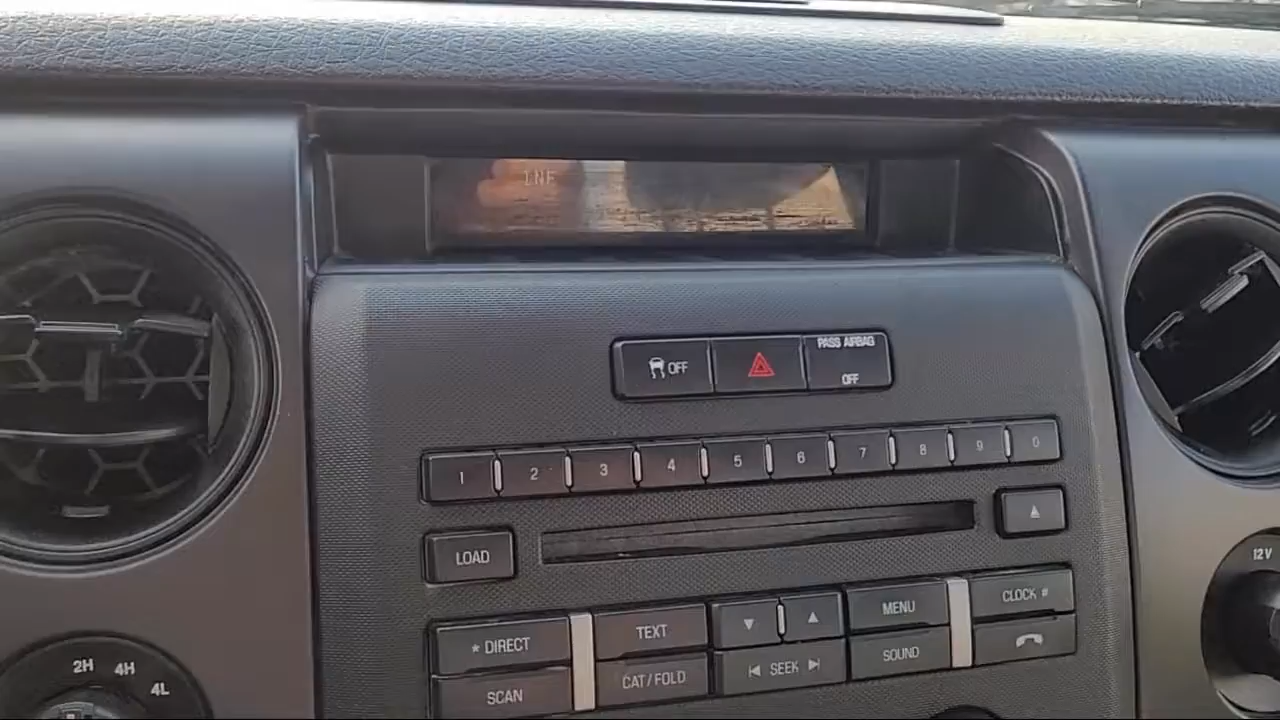 INF
OFF
PASS AIRBAG
OFF
1 2 3 4 5 6 7 8 9 0
LOAD
* DIRECT
TEXT
MENU
CLOCK #
SCAN
CAT/FOLD
SEEK
SOUND
2H 4H 4L
12V